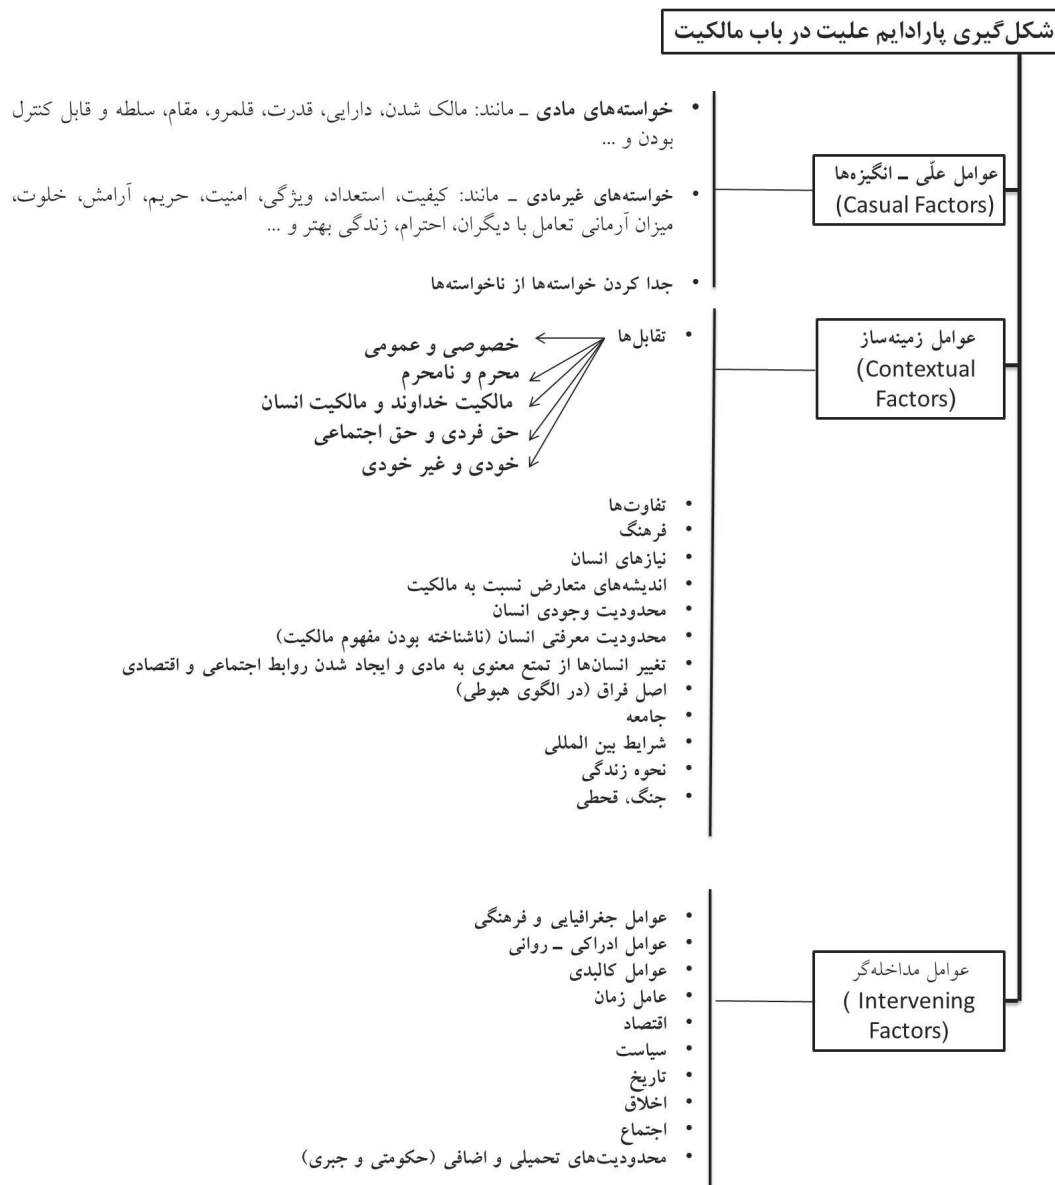 شکل‌گیری پارادایم علیت در باب مالکیت
عوامل علّی ـ انگیزه‌ها
(Casual Factors)
• خواسته‌های مادی ـ مانند: مالک شدن، دارایی، قدرت، قلمرو، مقام، سلطه و قابل کنترل
بودن و ...
• خواسته‌های غیرمادی ـ مانند: کیفیت، استعداد، ویژگی، امنیت، حریم، آرامش، خلوت،
میزان آرمانی تعامل با دیگران، احترام، زندگی بهتر و ...
• جدا کردن خواسته‌ها از ناخواسته‌ها
عوامل زمینه‌ساز
(Contextual
Factors)
• تقابل‌ها
خصوصی و عمومی
محرم و نامحرم
مالکیت خداوند و مالکیت انسان
حق فردی و حق اجتماعی
خودی و غیر خودی
• تفاوت‌ها
• فرهنگ
• نیازهای انسان
• اندیشه‌های متعارض نسبت به مالکیت
• محدودیت وجودی انسان
• محدودیت معرفتی انسان (ناشناخته بودن مفهوم مالکیت)
• تغییر انسان‌ها از تمتع معنوی به مادی و ایجاد شدن روابط اجتماعی و اقتصادی
• اصل فراق (در الگوی هبوطی)
• جامعه
• شرایط بین المللی
• نحوه زندگی
• جنگ، قحطی
عوامل مداخله‌گر
( Intervening
Factors)
• عوامل جغرافیایی و فرهنگی
• عوامل ادراکی ـ روانی
• عوامل کالبدی
• عامل زمان
• اقتصاد
• سیاست
• تاریخ
• اخلاق
• اجتماع
• محدودیت‌های تحمیلی و اضافی (حکومتی و جبری)